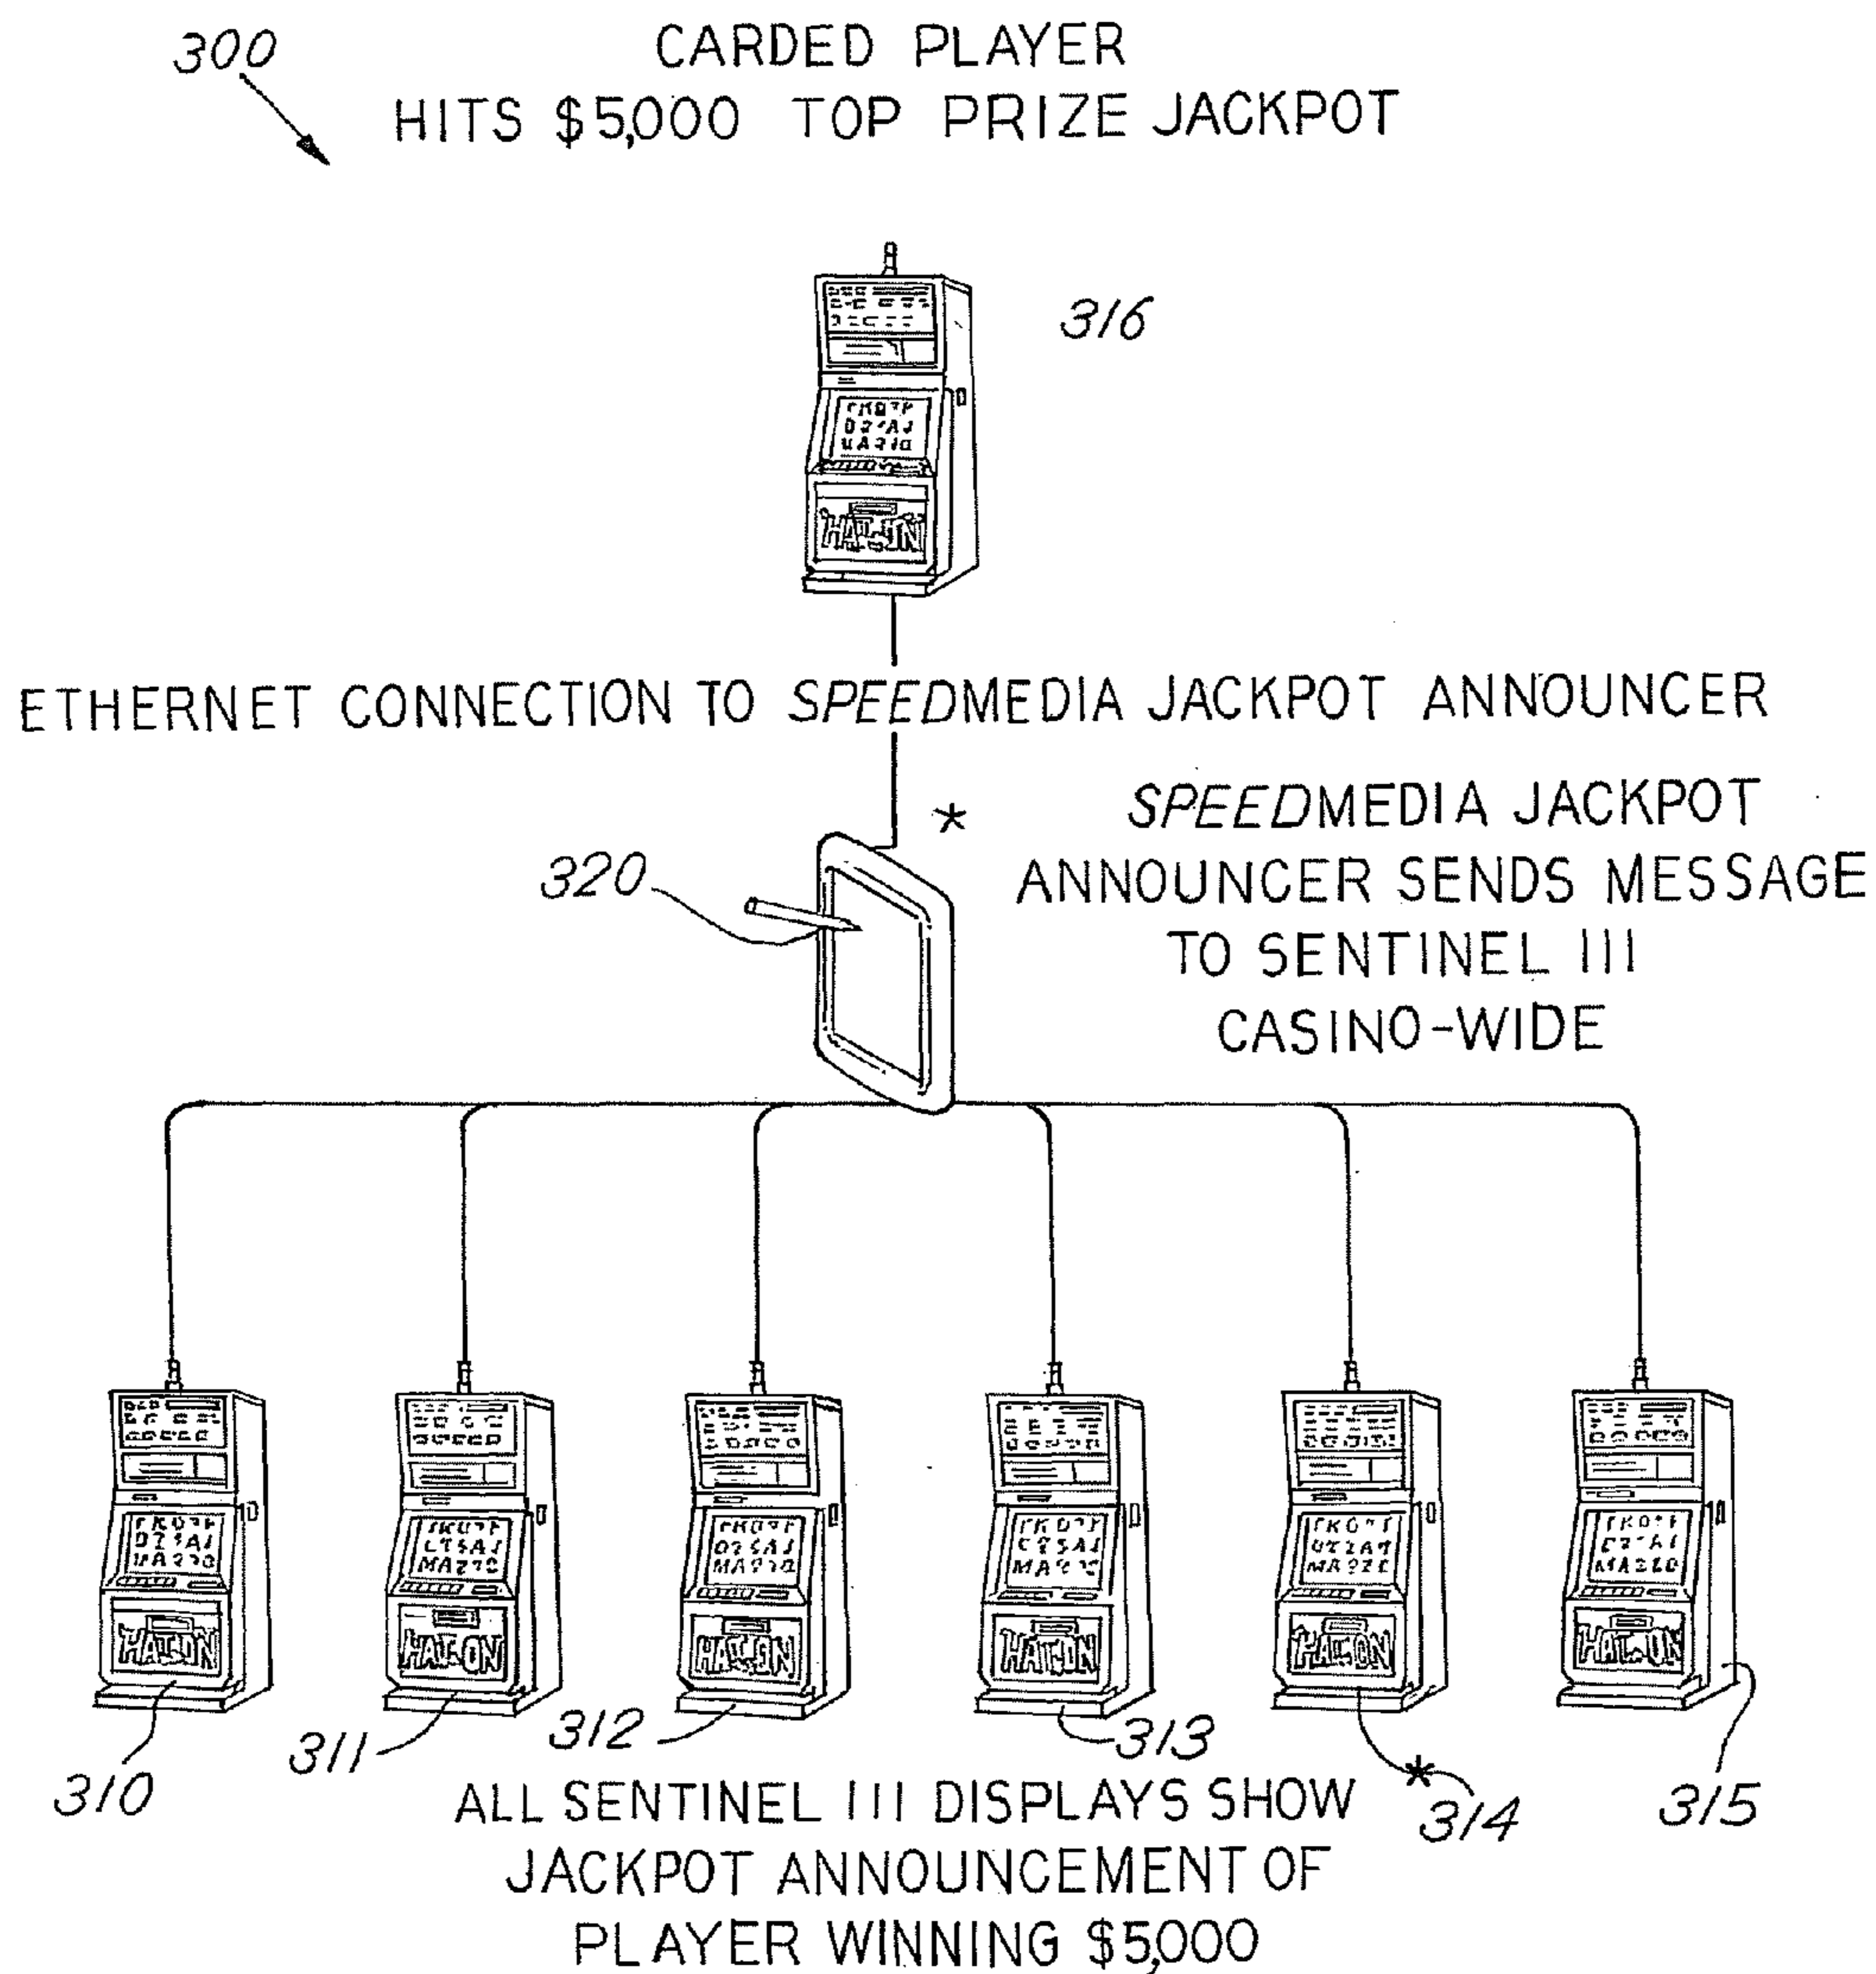 300
CARDED PLAYER
HITS $5,000 TOP PRIZE JACKPOT
316
ETHERNET CONNECTION TO SPEEDMEDIA JACKPOT ANNOUNCER
*
SPEEDMEDIA JACKPOT
ANNOUNCER SENDS MESSAGE
TO SENTINEL III
CASINO-WIDE
320
310
311
312
313
*
314
315
ALL SENTINEL III DISPLAYS SHOW
JACKPOT ANNOUNCEMENT OF
PLAYER WINNING $5,000